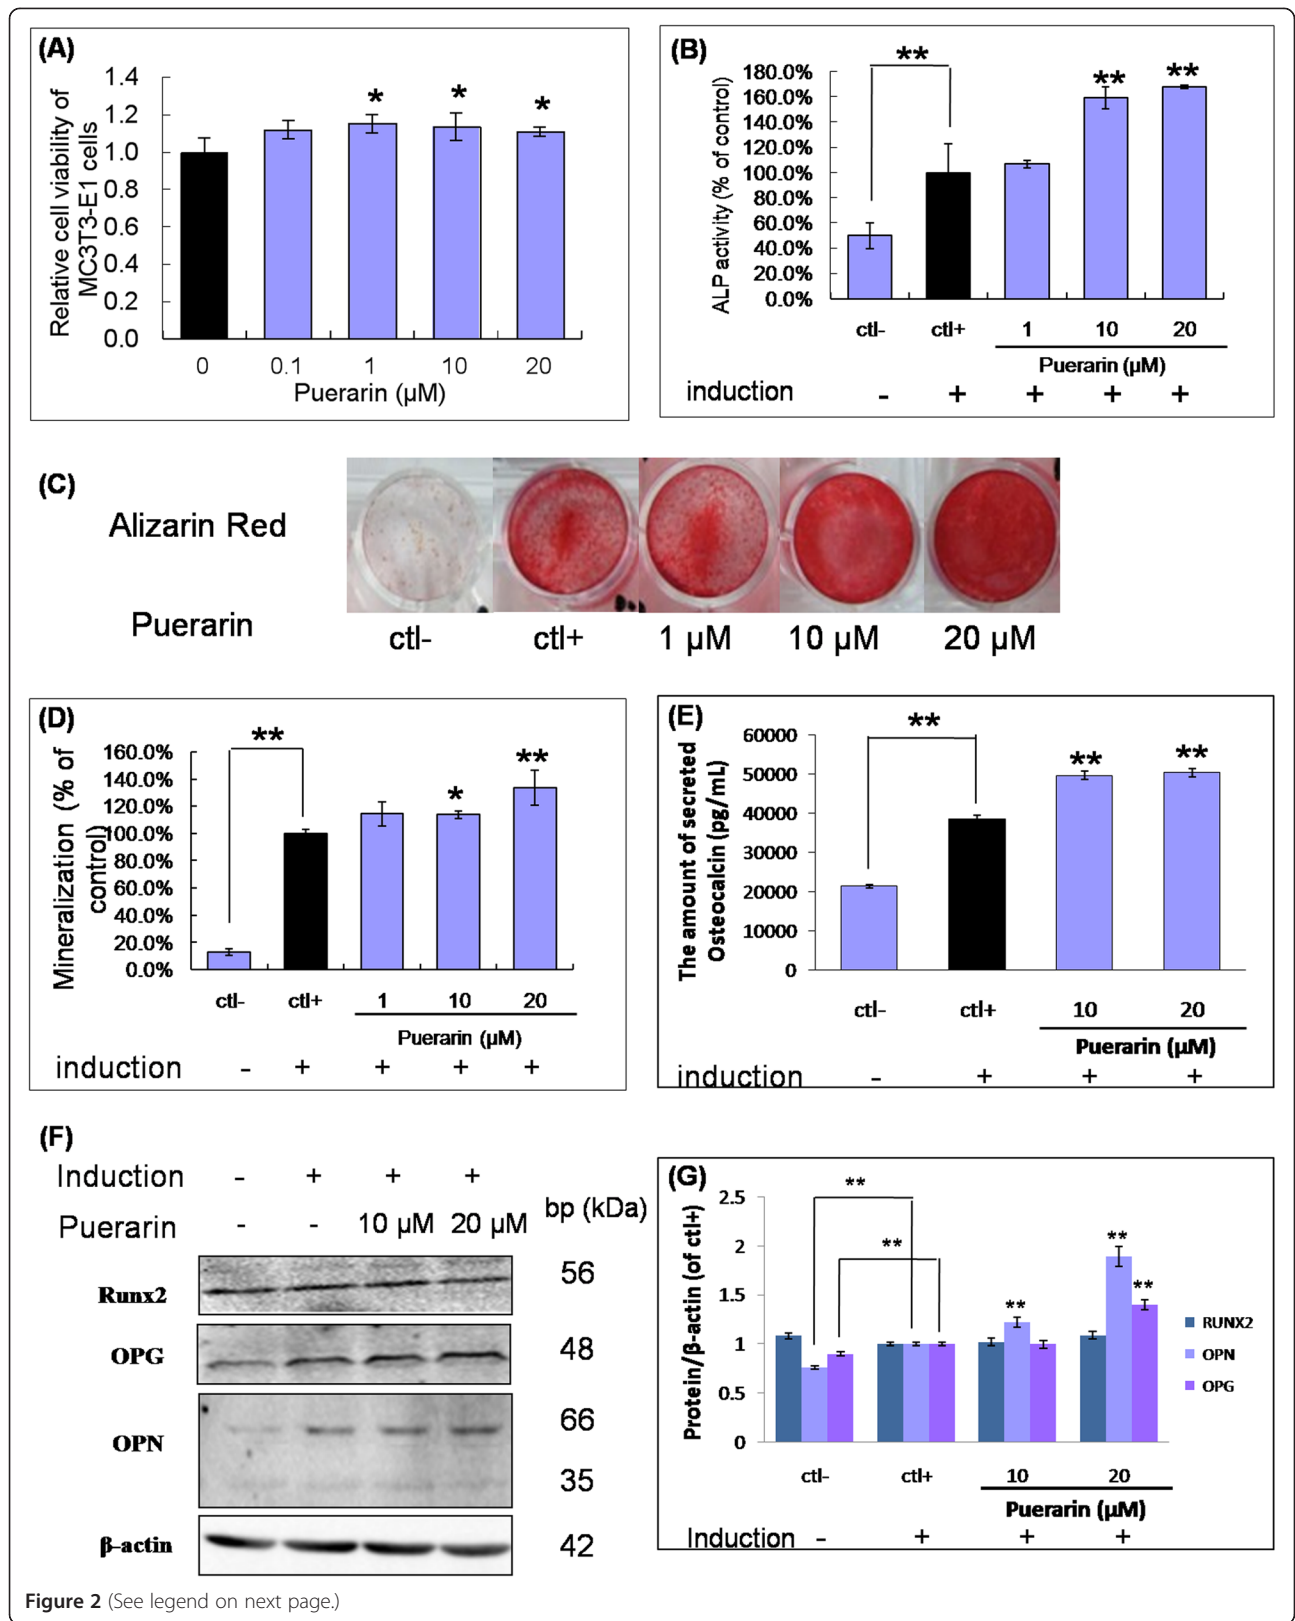 (A)
Relative cell viability of
MC3T3-E1 cells
1.4
1.2
1.0
0.8
0.6
0.4
0.2
0.0
* * *
0 0.1 1 10 20
Puerarin (µM)
(B)
ALP activity (% of control)
180.0%
160.0%
140.0%
120.0%
100.0%
80.0%
60.0%
40.0%
20.0%
0.0%
** ** **
ctl- ctl+ 1 10 20
Puerarin (µM)
induction - + + + +
(C)
Alizarin Red
Puerarin ctl- ctl+ 1 µM 10 µM 20 µM
(D)
Mineralization (% of
control)
160.0%
140.0%
120.0%
100.0%
80.0%
60.0%
40.0%
20.0%
0.0%
** * **
ctl- ctl+ 1 10 20
Puerarin (µM)
induction - + + + +
(E)
The amount of secreted
Osteocalcin (pg/mL)
60000
50000
40000
30000
20000
10000
0
** ** **
ctl- ctl+ 10 20
Puerarin (µM)
induction - + + +
(F)
Induction - + + +
Puerarin - - 10 µM 20 µM
bp (kDa)
Runx2 56
OPG 48
OPN 66
35
β-actin 42
(G)
Protein/β-actin (of ctl+)
2.5
2
1.5
1
0.5
0
** ** ** ** **
RUNX2
OPN
OPG
ctl- ctl+ 10 20
Puerarin (µM)
Induction - + + +
Figure 2 (See legend on next page.)